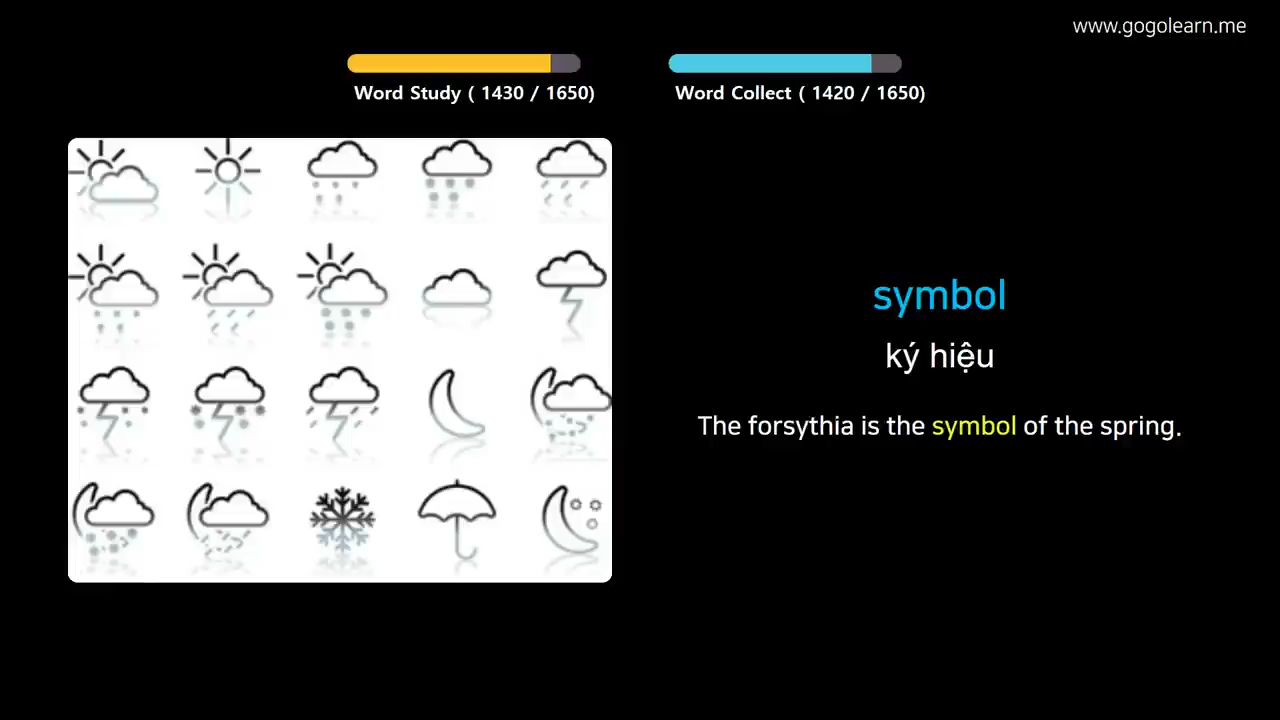 www.gogolearn.me
Word Study ( 1430 / 1650)
Word Collect ( 1420 / 1650)
symbol
ký hiệu
The forsythia is the symbol of the spring.